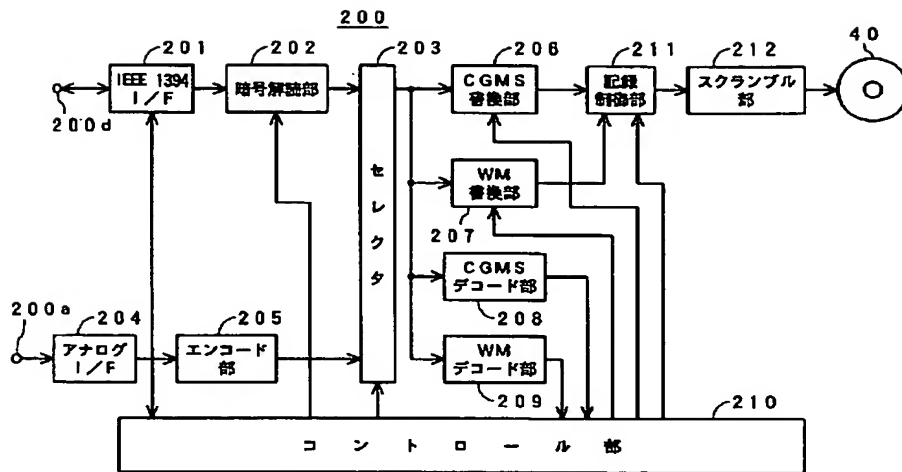 200
201
202
203
206
211
212
40
IEEE 1394
I/F
暗号解読部
セレクタ
CGMS
書換部
記録
制御部
スクランブル
部
200d
WM
書換部
207
CGMS
デコード部
208
200a
204
205
アナログ
I/F
エンコード
部
WM
デコード部
209
210
コントロール部